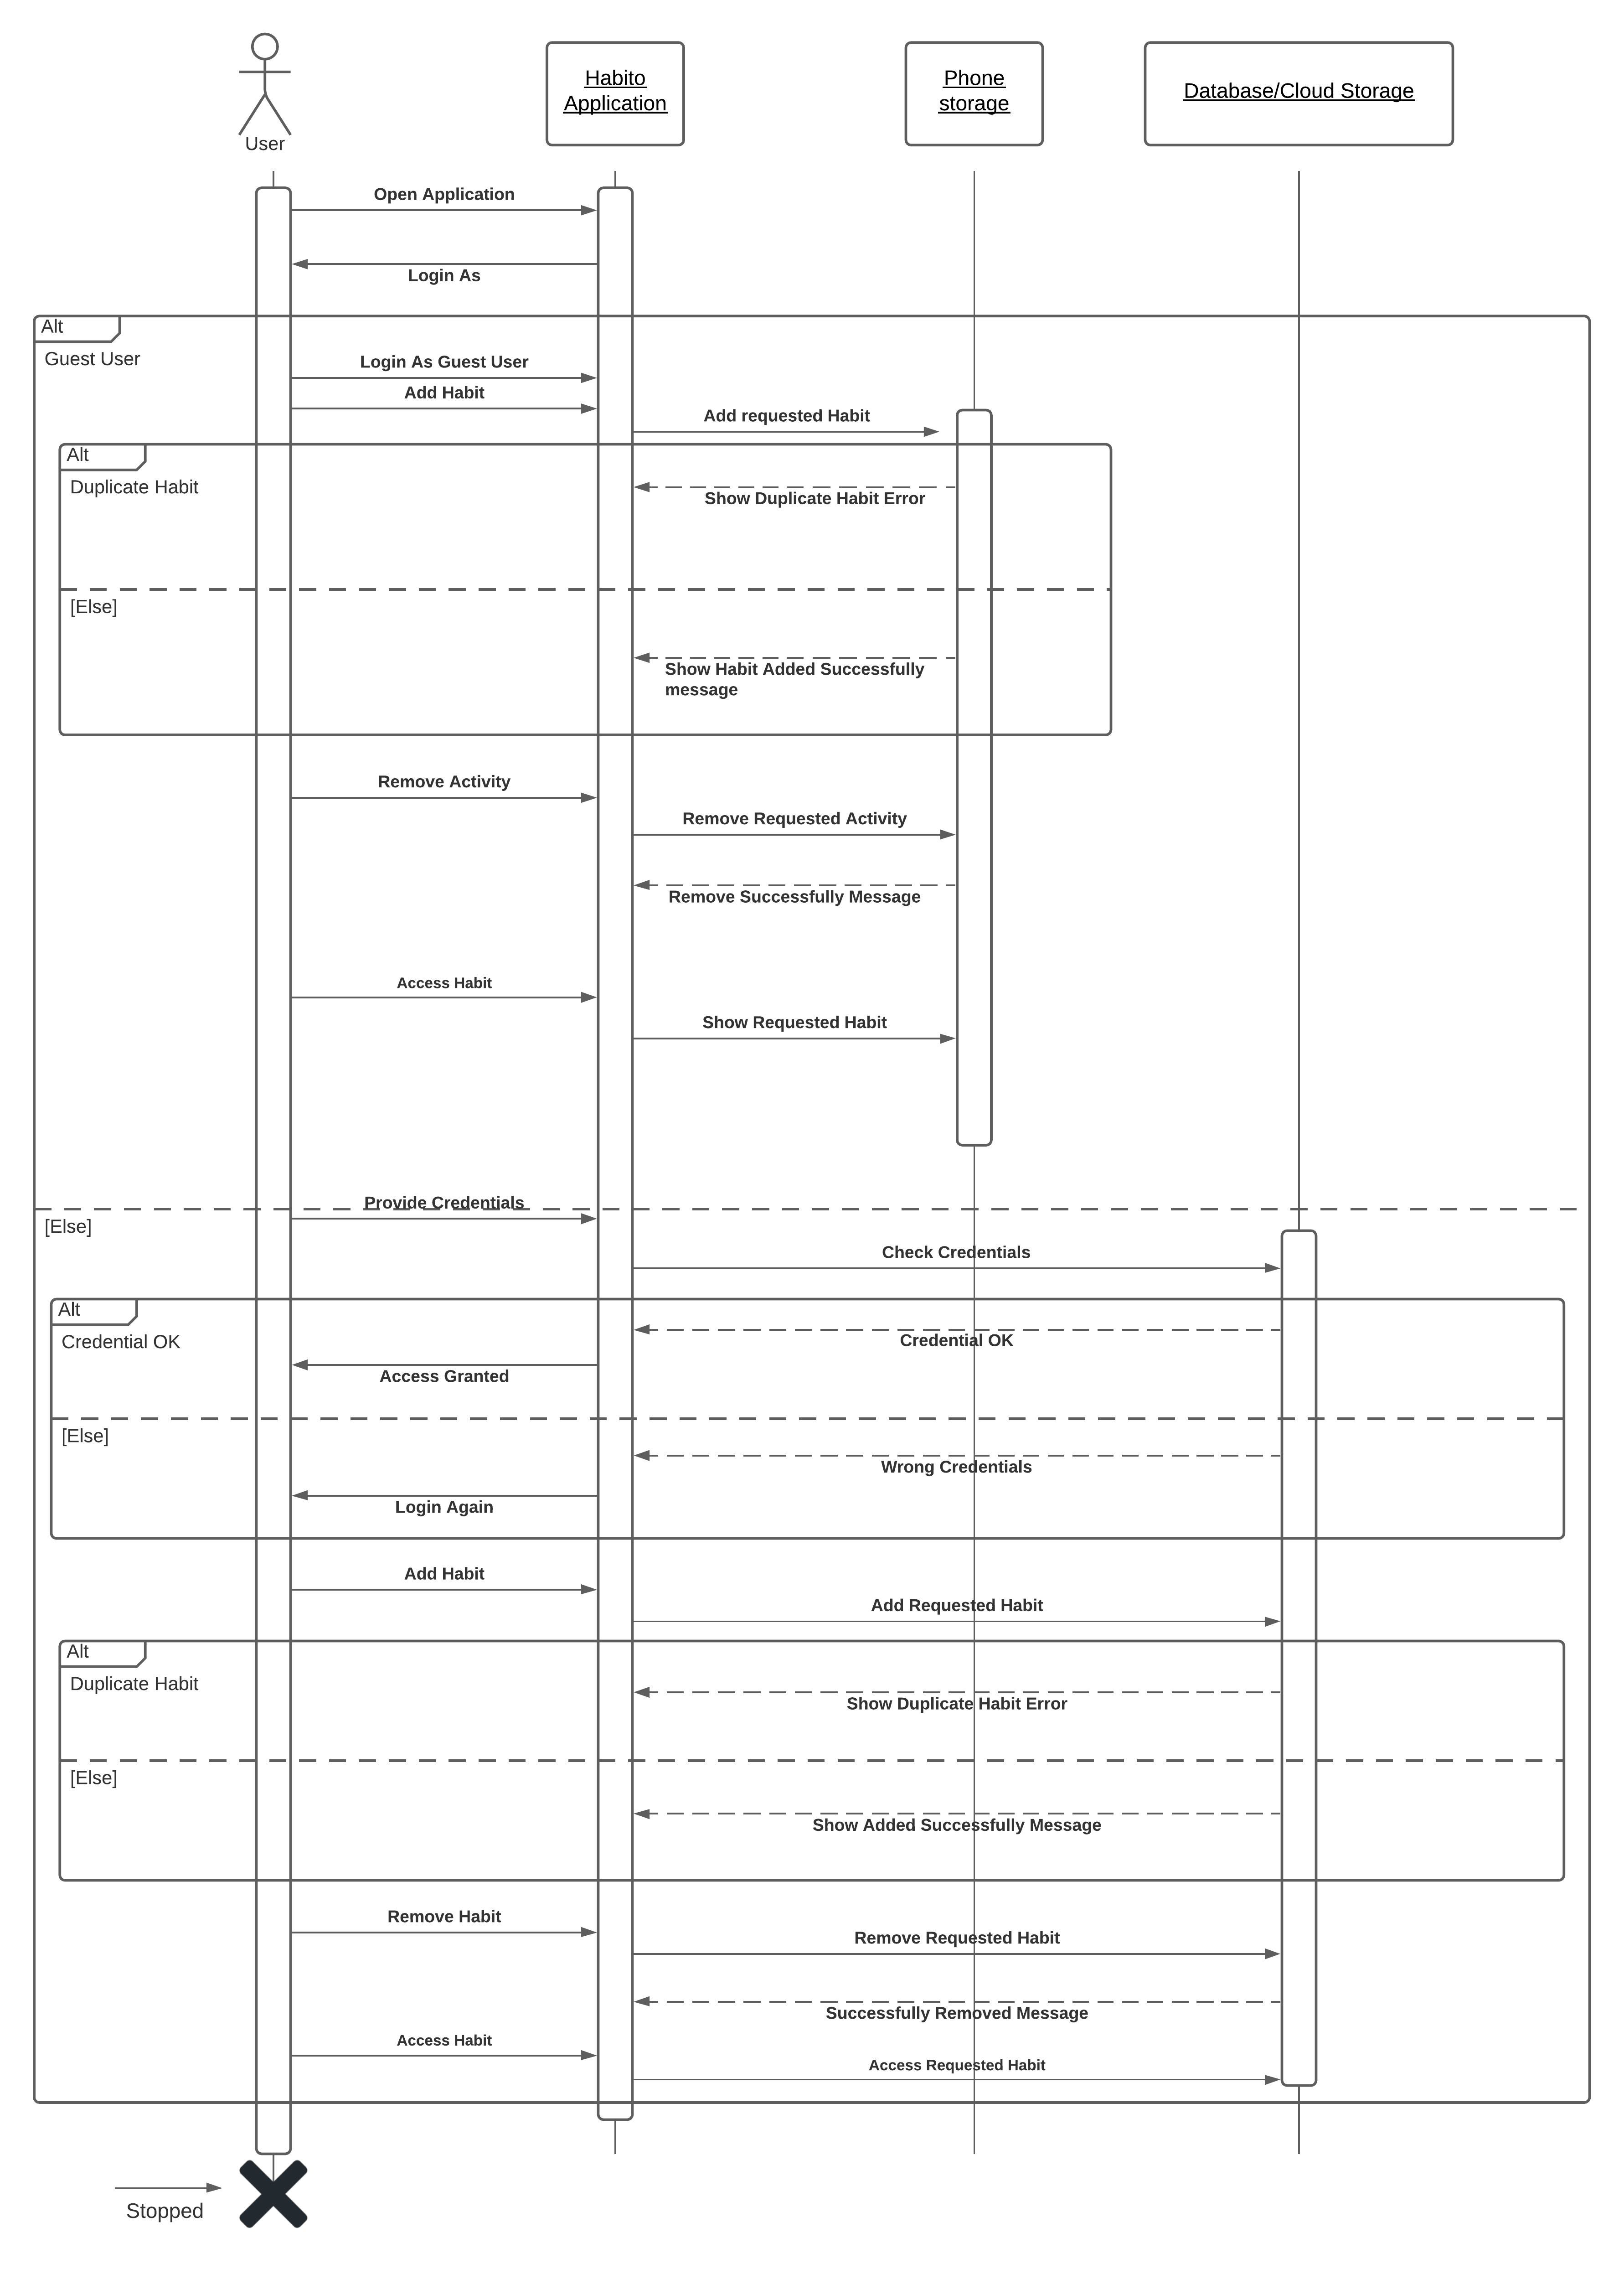 User
Habito
Application
Phone
storage
Database/Cloud Storage
Open Application
Login As
Alt
Guest User
Login As Guest User
Add Habit
Add requested Habit
Alt
Duplicate Habit
Show Duplicate Habit Error
[Else]
Show Habit Added Successfully
message
Remove Activity
Remove Requested Activity
Remove Successfully Message
Access Habit
Show Requested Habit
Provide Credentials
[Else]
Check Credentials
Alt
Credential OK
Credential OK
Access Granted
[Else]
Wrong Credentials
Login Again
Add Habit
Add Requested Habit
Alt
Duplicate Habit
Show Duplicate Habit Error
[Else]
Show Added Successfully Message
Remove Habit
Remove Requested Habit
Successfully Removed Message
Access Habit
Access Requested Habit
Stopped